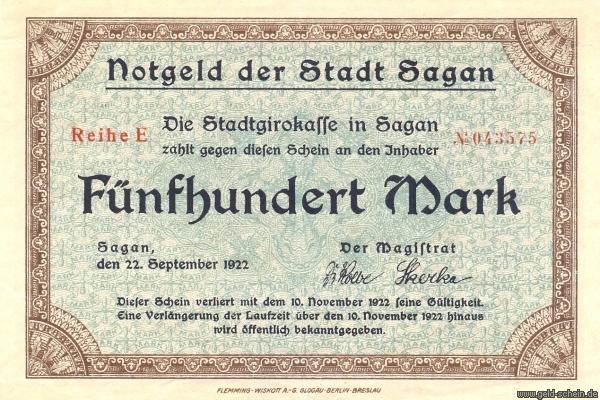 Notgeld der Stadt Sagan
Reihe E
Die Stadtgirokasse in Sagan
№ 043575
zahlt gegen diesen Schein an den Inhaber
Fünfhundert Mark
Sagan,
den 22. September 1922
Der Magistrat
Dieser Schein verliert mit dem 10. November 1922 seine Gültigkeit.
Eine Verlängerung der Laufzeit über den 10. November 1922 hinaus
wird öffentlich bekanntgegeben.
FLEMMING-WISKOTT A.-G. GLOGAU-BERLIN-BRESLAU
www.geld-schein.de